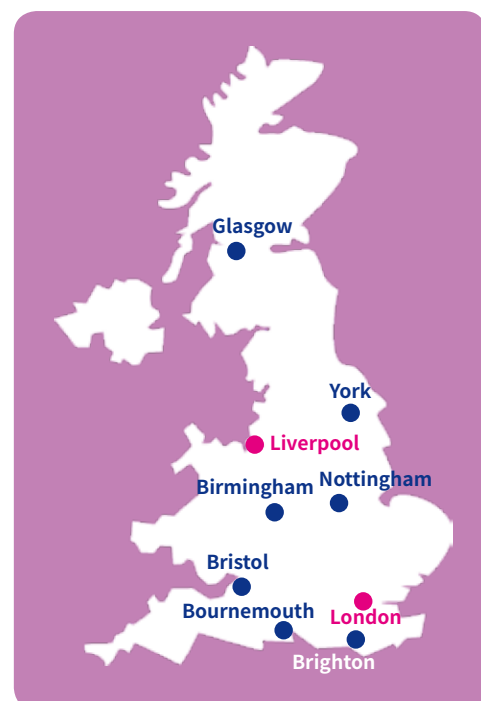 Glasgow
York
Liverpool
Nottingham
Birmingham
Bristol
Bournemouth
London
Brighton